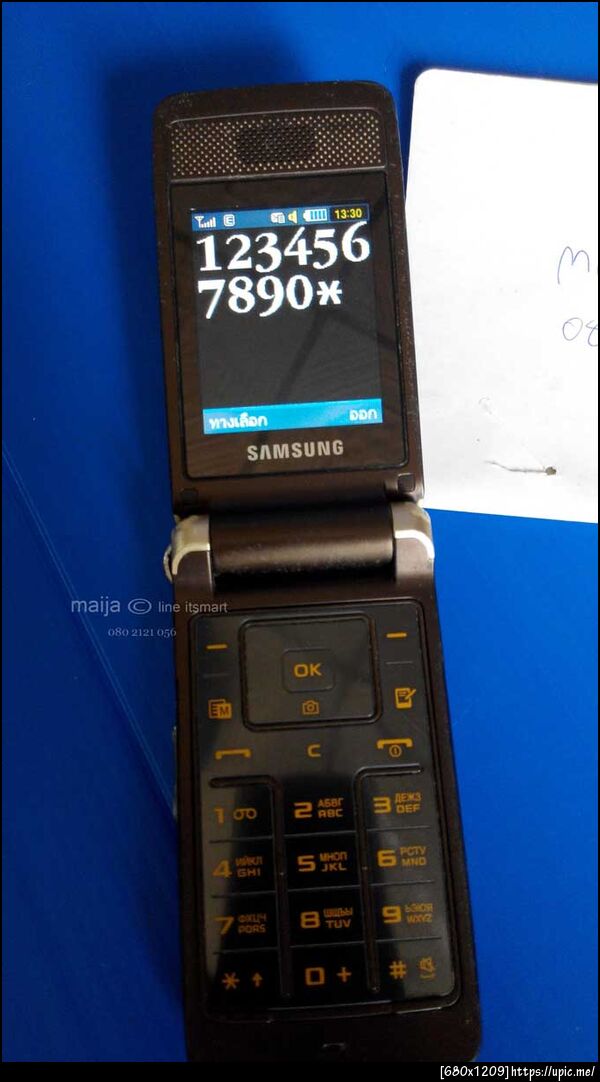 13:30
123456
7890*
ทางเลือก ออก
SAMSUNG
maija © line itsmart
080 2121 056
OK
C
1 2 АБВГ ABC 3 ДЕЖЗ DEF
4 ИЙКЛ GHI 5 МНОП JKL 6 РСТУ MNO
7 ФХЦЧ PQRS 8 ШЩЪЫ TUV 9 ЬЭЮЯ WXYZ
* 0 + #
[680x1209]https://upic.me/